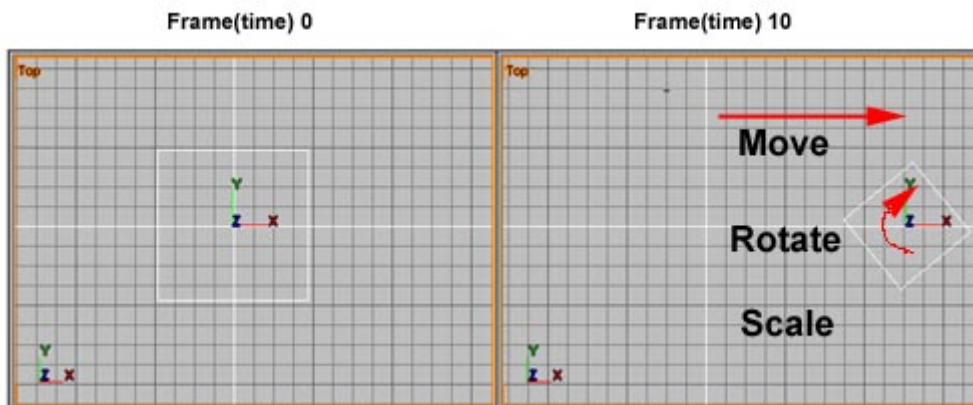 Frame(time) 0
Frame(time) 10
Top
Top
Move
Y
Z X
Y
Z X
Rotate
Scale
Y
Z X
Y
Z X